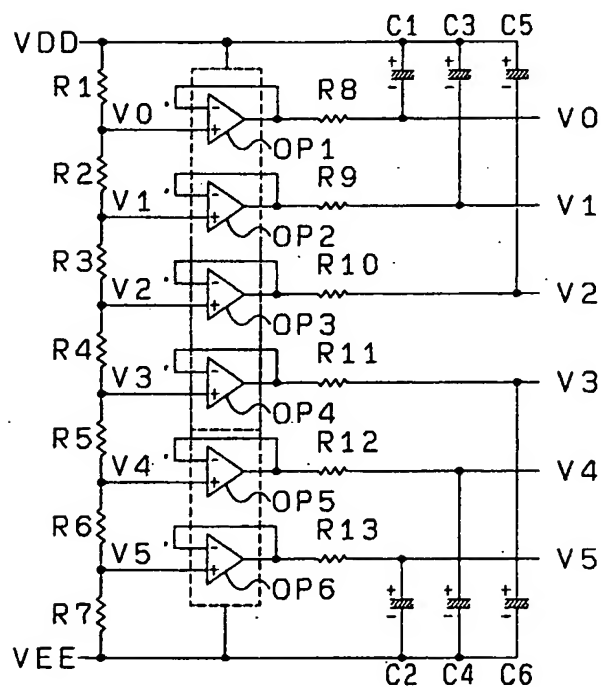 C1 C3 C5
VDD
+ + +
- - -
R1
R8
V0'
-
+
V0
OP1
R2
R9
V1'
-
+
V1
OP2
R3
R10
V2'
-
+
V2
OP3
R4
R11
V3'
-
+
V3
OP4
R5
R12
V4'
-
+
V4
OP5
R6
R13
V5'
-
+
V5
OP6
R7
+ + +
- - -
VEE
C2 C4 C6